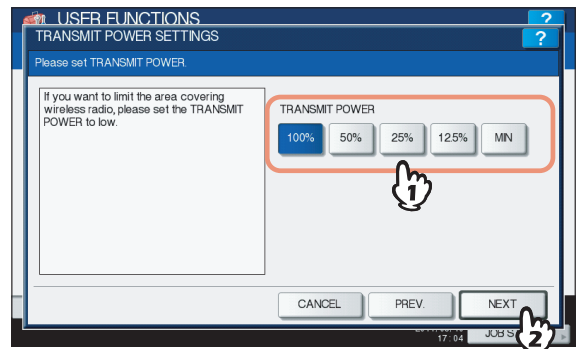 USER FUNCTIONS
?
TRANSMIT POWER SETTINGS
?
Please set TRANSMIT POWER.
If you want to limit the area covering
wireless radio, please set the TRANSMIT
POWER to low.
TRANSMIT POWER
100% 50% 25% 12.5% MIN
1
CANCEL PREV. NEXT
2
17:04 JOB S